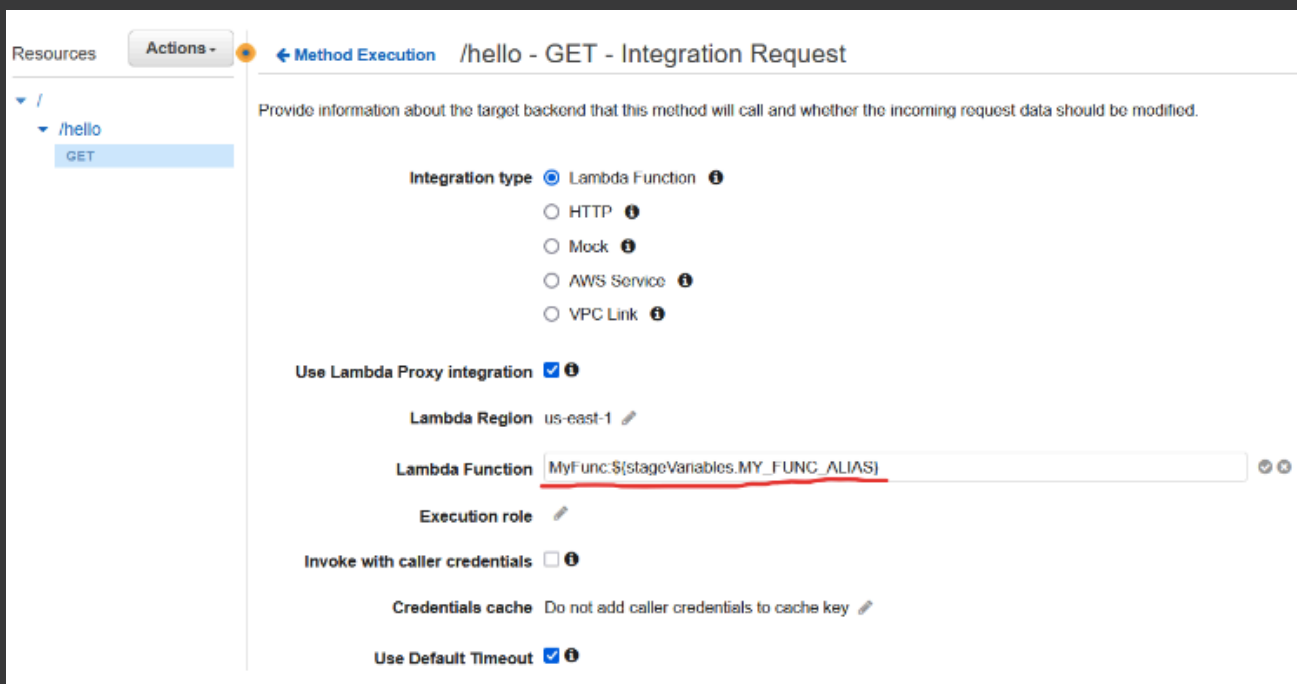 Resources
Actions
Method Execution
/hello - GET - Integration Request
/
/hello
GET
Provide information about the target backend that this method will call and whether the incoming request data should be modified.
Integration type
Lambda Function
HTTP
Mock
AWS Service
VPC Link
Use Lambda Proxy integration
Lambda Region us-east-1
Lambda Function MyFunc:${stageVariables.MY_FUNC_ALIAS}
Execution role
Invoke with caller credentials
Credentials cache Do not add caller credentials to cache key
Use Default Timeout